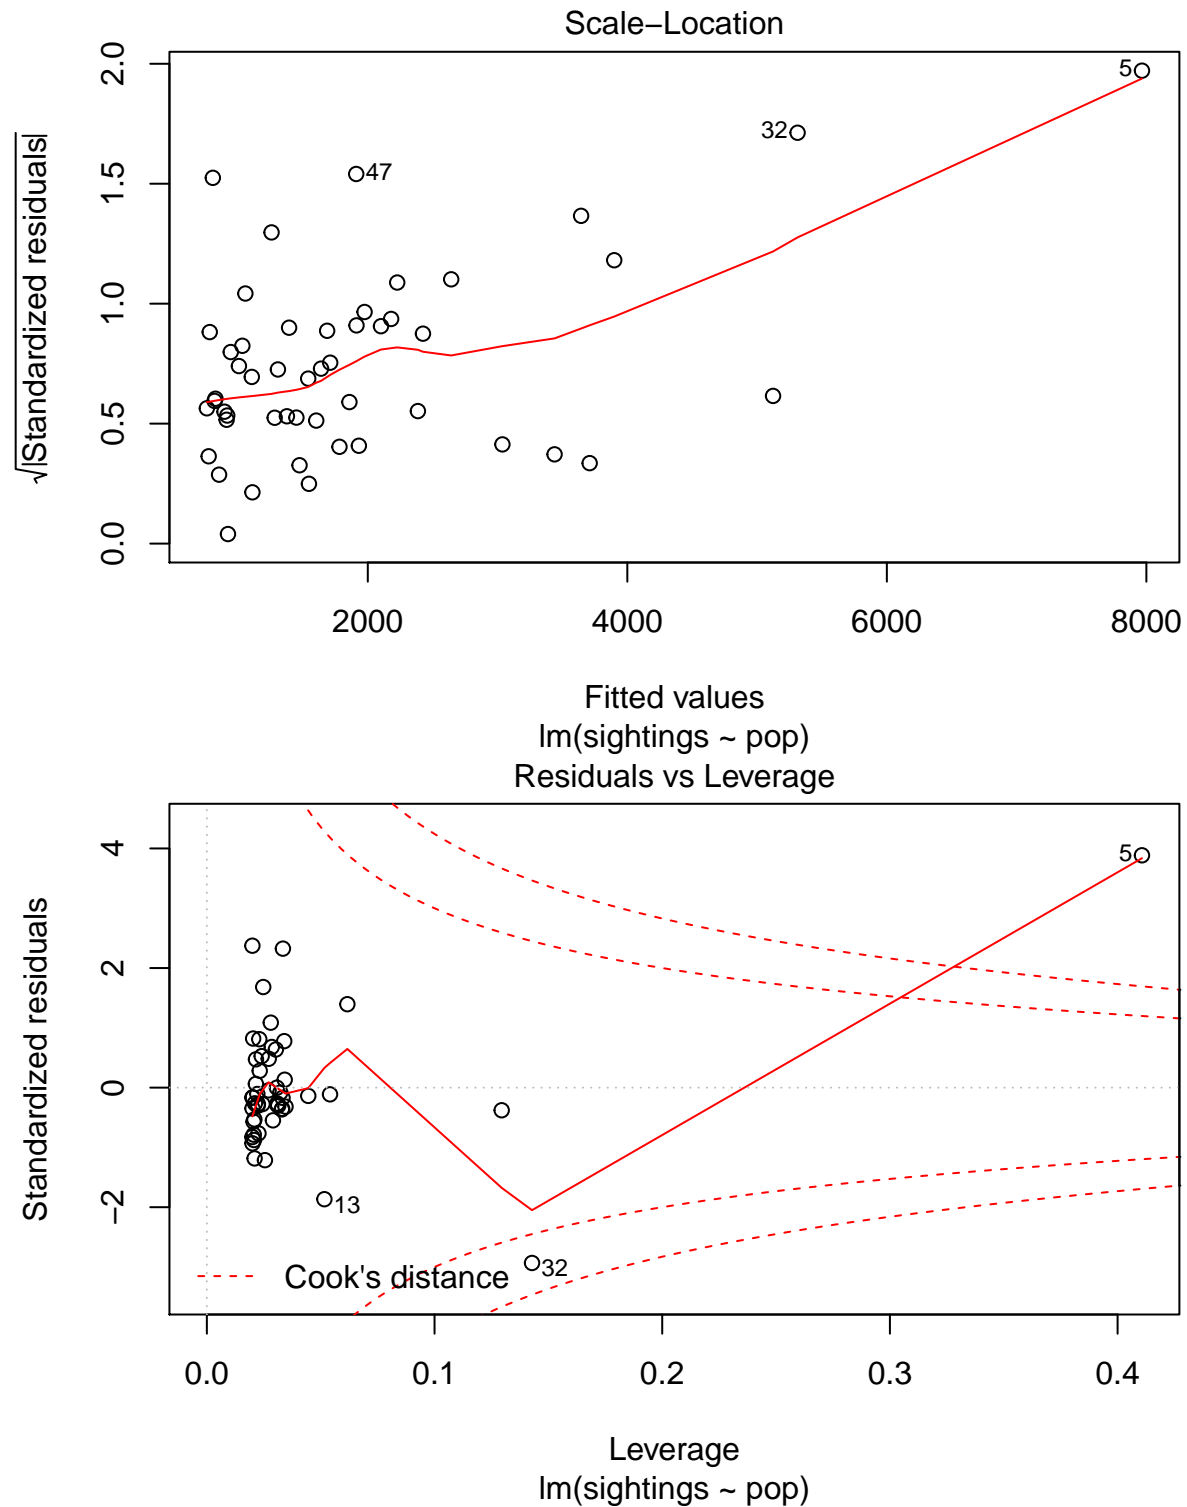 Scale−Location
√|Standardized residuals|
2.0
1.5
1.0
0.5
0.0
5
32
47
2000 4000 6000 8000
Fitted values
lm(sightings ~ pop)
Residuals vs Leverage
Standardized residuals
4
2
0
−2
5
13
32
Cook's distance
0.0 0.1 0.2 0.3 0.4
Leverage
lm(sightings ~ pop)